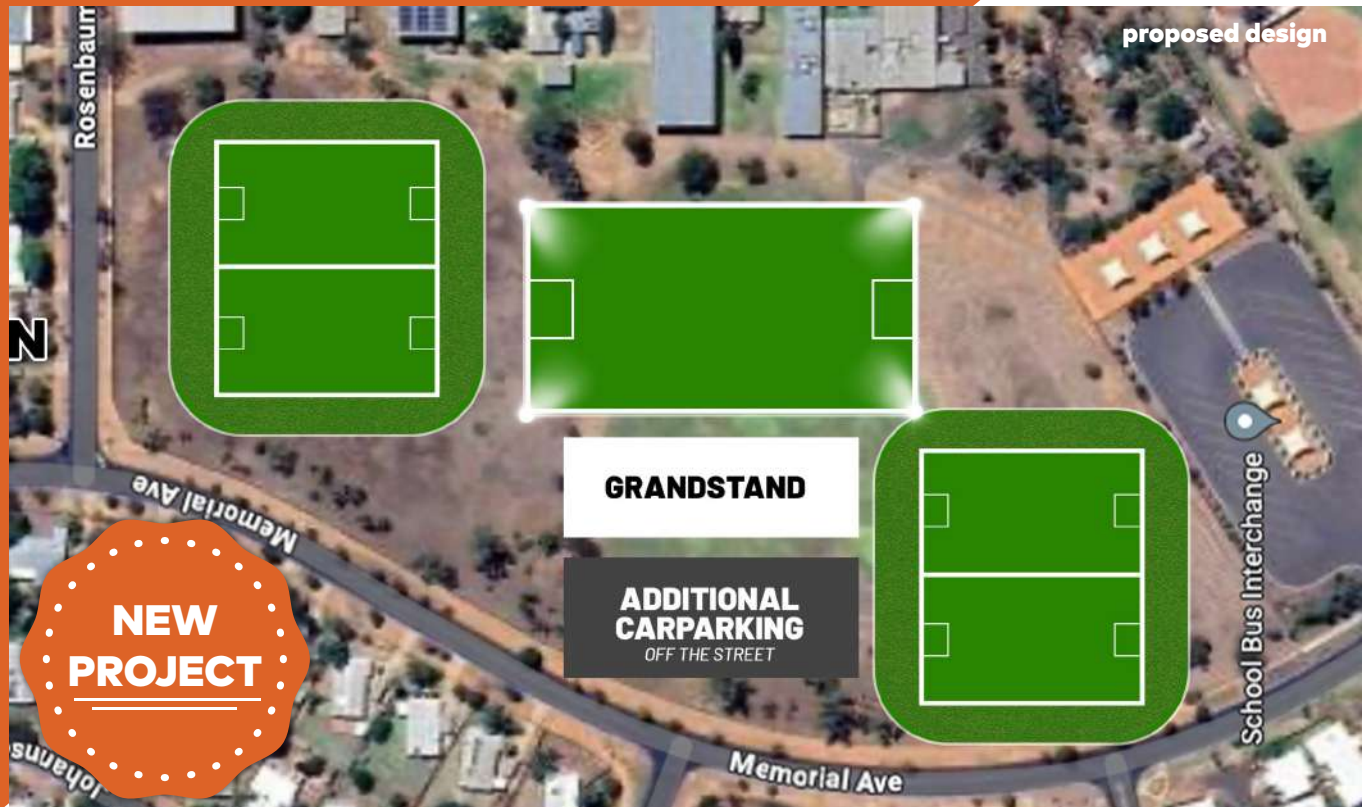 proposed design
Rosenbaum
N
Memorial Ave
GRANDSTAND
ADDITIONAL
CARPARKING
OFF THE STREET
School Bus Interchange
NEW
PROJECT
Memorial Ave